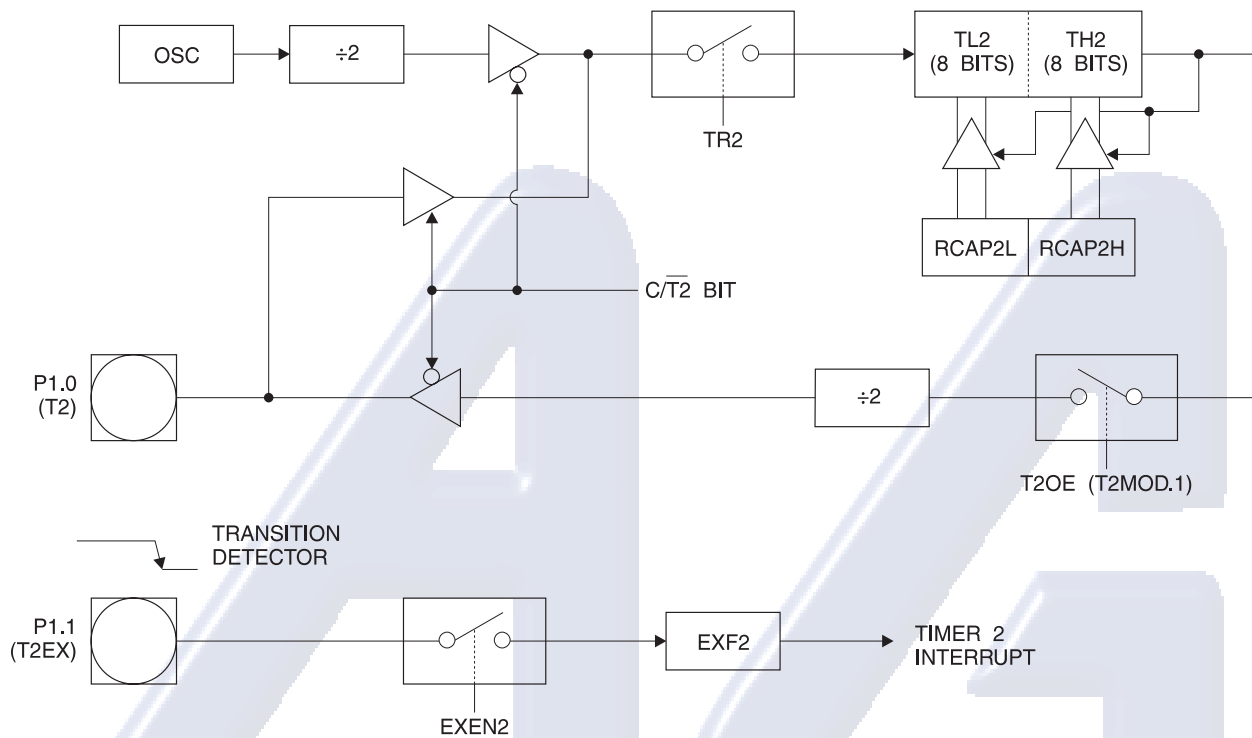 OSC
÷2
TR2
TL2
(8 BITS)
TH2
(8 BITS)
RCAP2L
RCAP2H
C/T2 BIT
P1.0
(T2)
÷2
T2OE (T2MOD.1)
TRANSITION
DETECTOR
P1.1
(T2EX)
EXEN2
EXF2
TIMER 2
INTERRUPT